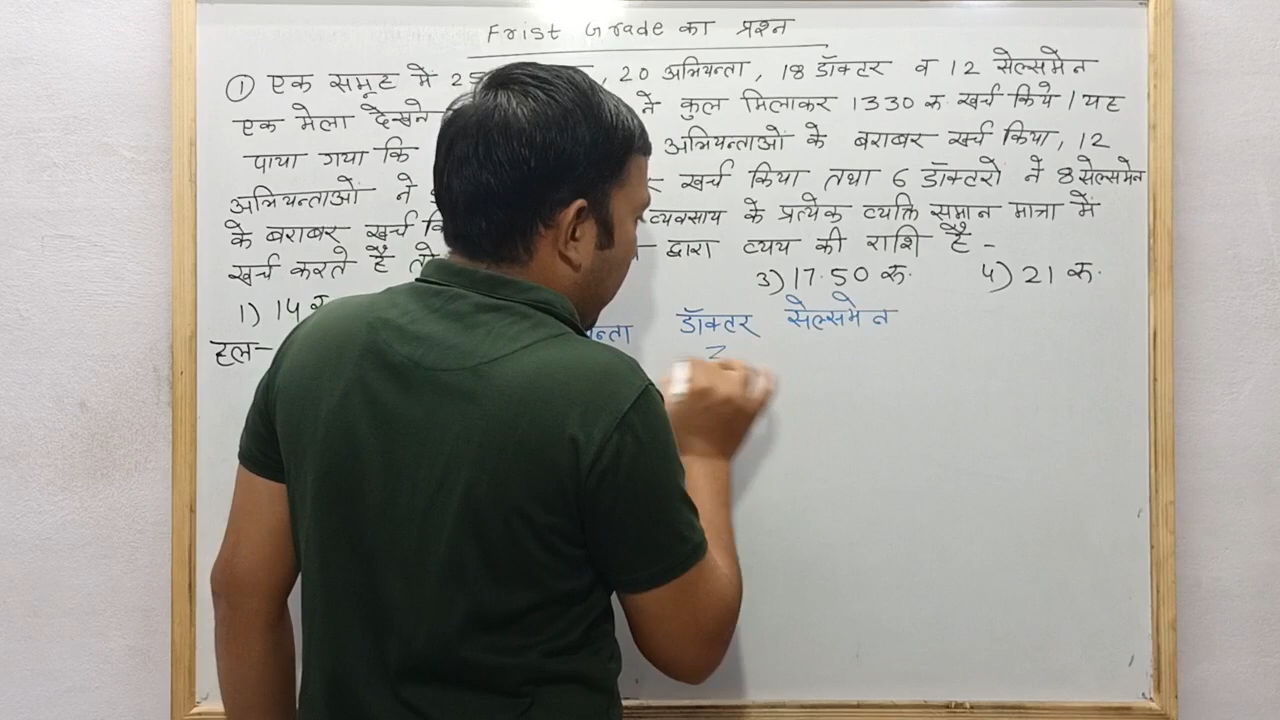 Frist Grade का प्रश्न
① एक समूह में 25 , 20 अभियन्ता , 18 डॉक्टर व 12 सेल्समेन
एक मेला देखने ने कुल मिलाकर 1330 रु. खर्च किये । यह
पाया गया कि अभियन्ताओं के बराबर खर्च किया , 12
अभियन्ताओं ने खर्च किया तथा 6 डॉक्टरों ने 8 सेल्समेन
के बराबर खर्च व्यवसाय के प्रत्येक व्यक्ति समान मात्रा में
खर्च करते हैं तो द्वारा व्यय की राशि है -
1) 14 3) 17.50 रु. 4) 21 रु.
हल- डॉक्टर सेल्समेन